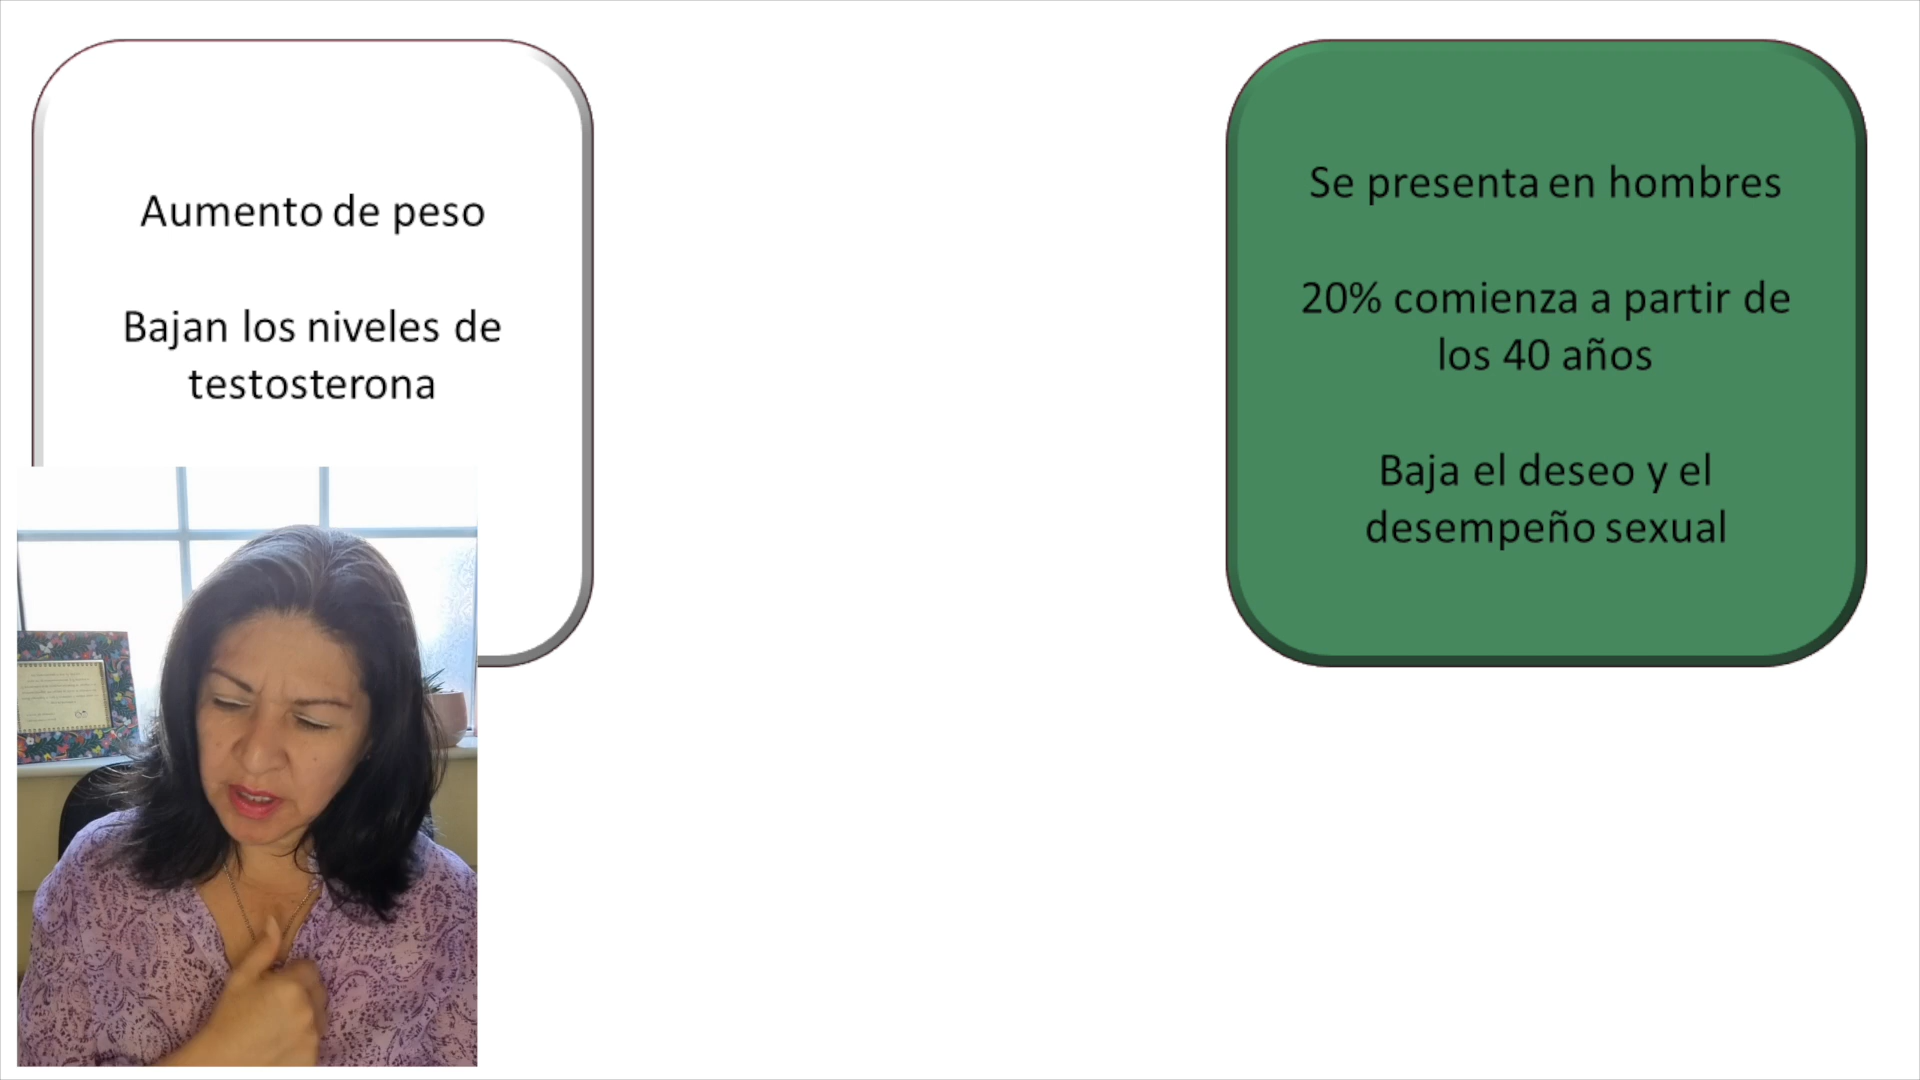 Aumento de peso
Bajan los niveles de
testosterona
Se presenta en hombres
20% comienza a partir de
los 40 años
Baja el deseo y el
desempeño sexual